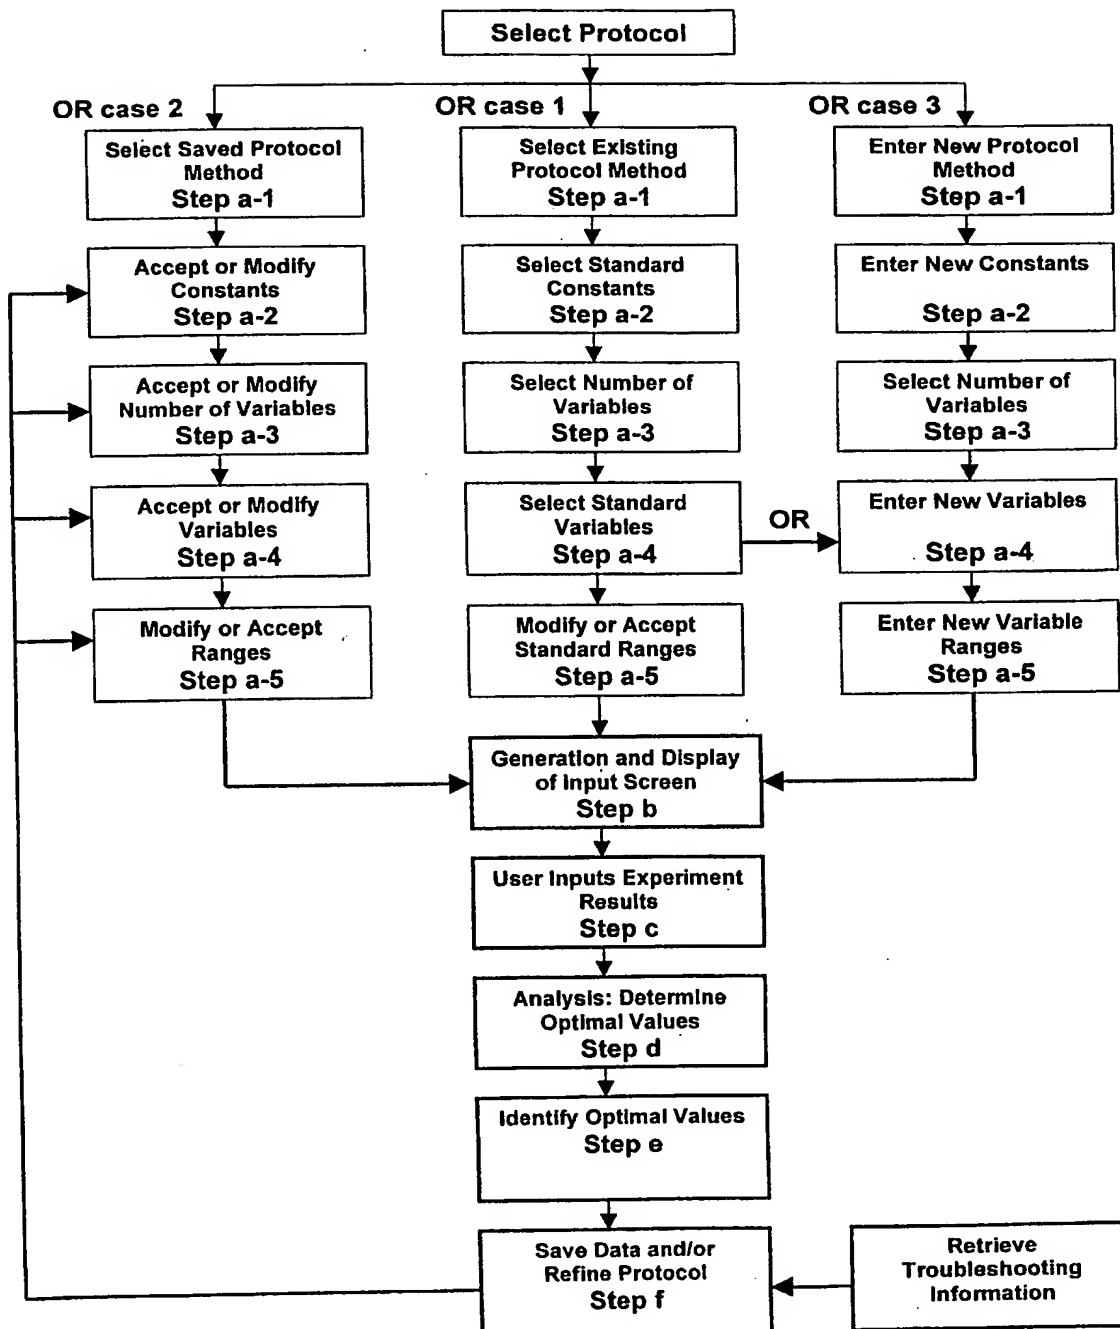 Select Protocol
OR case 2
OR case 1
OR case 3
Select Saved Protocol
Method
Step a-1
Select Existing
Protocol Method
Step a-1
Enter New Protocol
Method
Step a-1
Accept or Modify
Constants
Step a-2
Select Standard
Constants
Step a-2
Enter New Constants
Step a-2
Accept or Modify
Number of Variables
Step a-3
Select Number of
Variables
Step a-3
Select Number of
Variables
Step a-3
Accept or Modify
Variables
Step a-4
Select Standard
Variables
Step a-4
OR
Enter New Variables
Step a-4
Modify or Accept
Ranges
Step a-5
Modify or Accept
Standard Ranges
Step a-5
Enter New Variable
Ranges
Step a-5
Generation and Display
of Input Screen
Step b
User Inputs Experiment
Results
Step c
Analysis: Determine
Optimal Values
Step d
Identify Optimal Values
Step e
Save Data and/or
Refine Protocol
Step f
Retrieve
Troubleshooting
Information